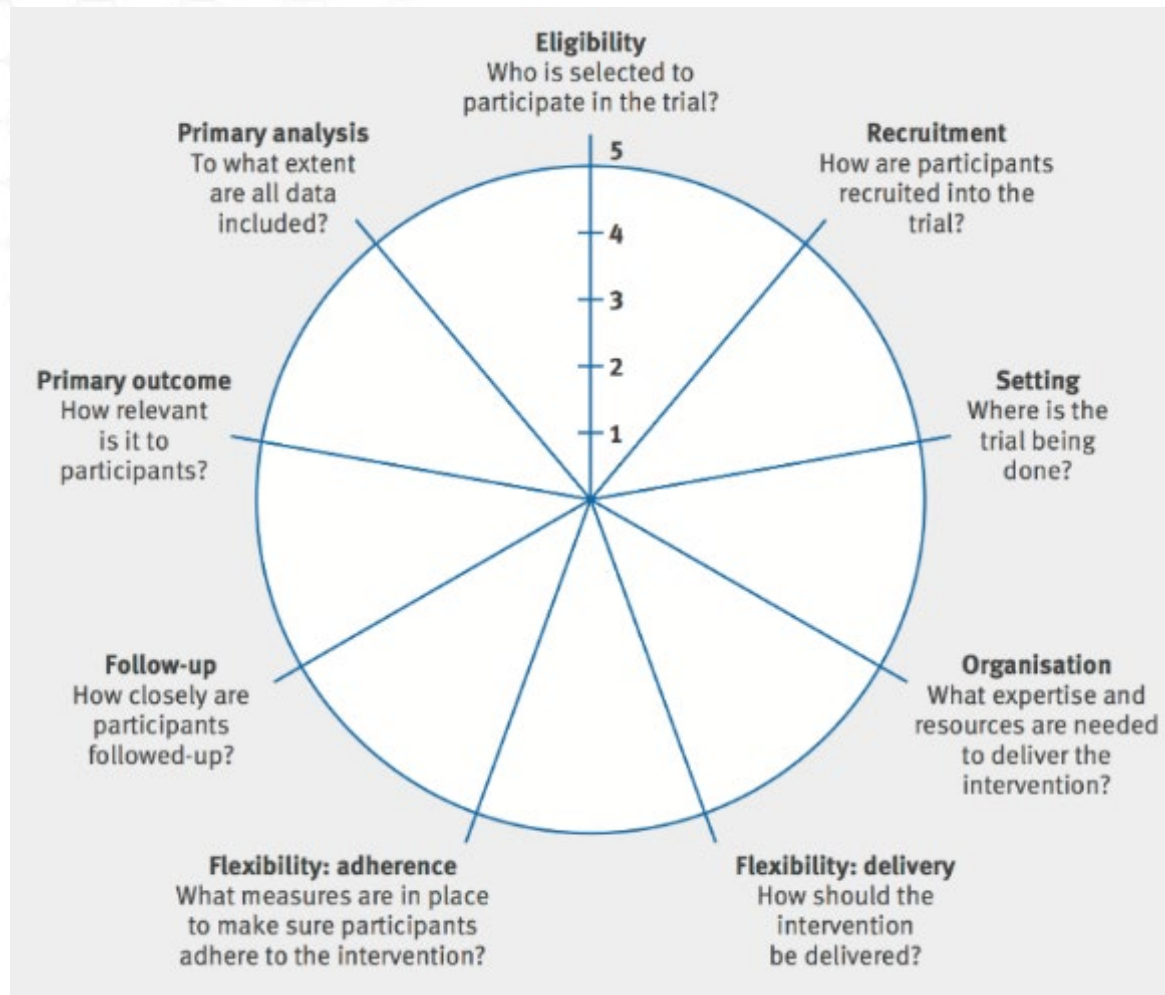 Eligibility
Who is selected to
participate in the trial?
Primary analysis
To what extent
are all data
included?
Recruitment
How are participants
recruited into the
trial?
5
4
3
2
1
Primary outcome
How relevant
is it to
participants?
Setting
Where is the
trial being
done?
Follow-up
How closely are
participants
followed-up?
Organisation
What expertise and
resources are needed
to deliver the
intervention?
Flexibility: adherence
What measures are in place
to make sure participants
adhere to the intervention?
Flexibility: delivery
How should the
intervention
be delivered?